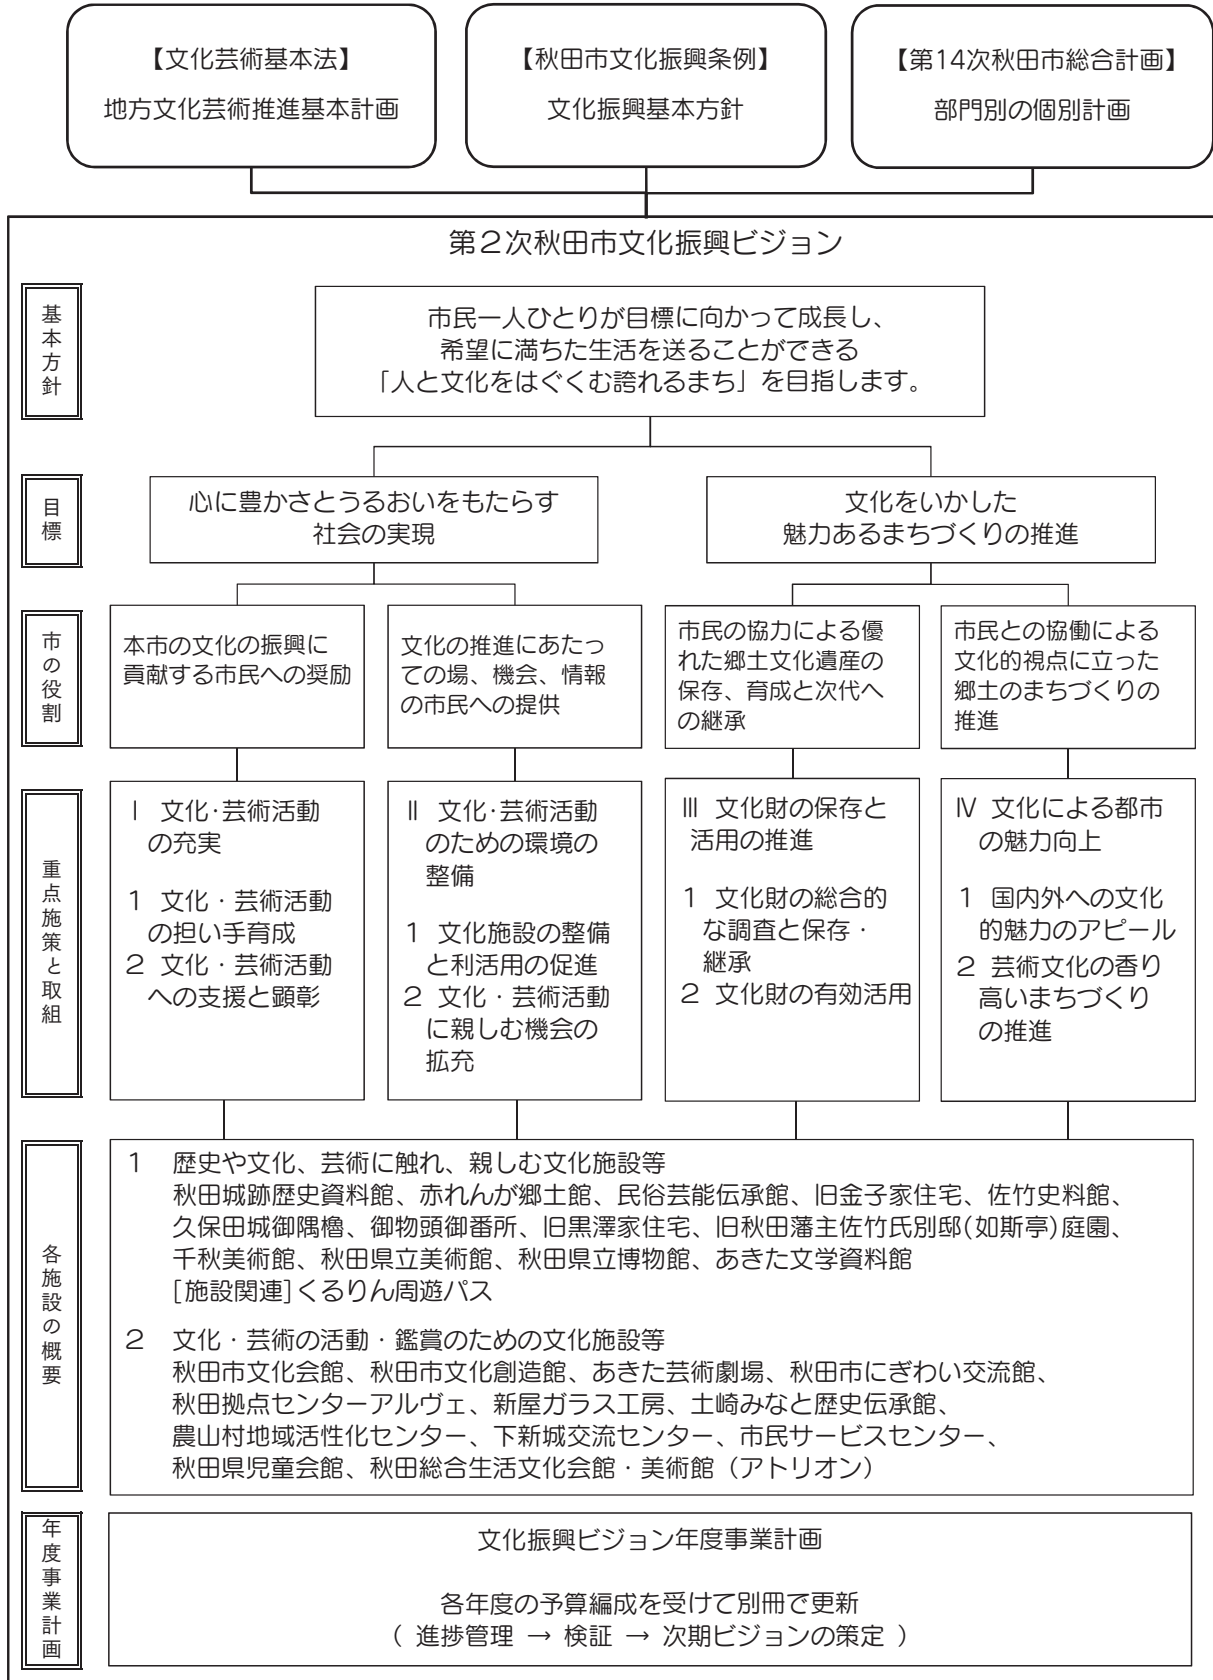 【文化芸術基本法】
地方文化芸術推進基本計画
【秋田市文化振興条例】
文化振興基本方針
【第14次秋田市総合計画】
部門別の個別計画
第２次秋田市文化振興ビジョン
基本方針
市民一人ひとりが目標に向かって成長し、
希望に満ちた生活を送ることができる
「人と文化をはぐくむ誇れるまち」を目指します。
目標
心に豊かさとうるおいをもたらす
社会の実現
文化をいかした
魅力あるまちづくりの推進
市の役割
本市の文化の振興に
貢献する市民への奨励
文化の推進にあたっ
ての場、機会、情報
の市民への提供
市民の協力による優
れた郷土文化遺産の
保存、育成と次代へ
の継承
市民との協働による
文化的視点に立った
郷土のまちづくりの
推進
重点施策と取組
Ⅰ 文化・芸術活動
の充実
１ 文化・芸術活動
の担い手育成
２ 文化・芸術活動
への支援と顕彰
Ⅱ 文化・芸術活動
のための環境の
整備
１ 文化施設の整備
と利活用の促進
２ 文化・芸術活動
に親しむ機会の
拡充
Ⅲ 文化財の保存と
活用の推進
１ 文化財の総合的
な調査と保存・
継承
２ 文化財の有効活用
Ⅳ 文化による都市
の魅力向上
１ 国内外への文化
的魅力のアピール
２ 芸術文化の香り
高いまちづくり
の推進
各施設の概要
１ 歴史や文化、芸術に触れ、親しむ文化施設等
秋田城跡歴史資料館、赤れんが郷土館、民俗芸能伝承館、旧金子家住宅、佐竹史料館、
久保田城御隅櫓、御物頭御番所、旧黒澤家住宅、旧秋田藩主佐竹氏別邸(如斯亭)庭園、
千秋美術館、秋田県立美術館、秋田県立博物館、あきた文学資料館
[施設関連]くるりん周遊パス
２ 文化・芸術の活動・鑑賞のための文化施設等
秋田市文化会館、秋田市文化創造館、あきた芸術劇場、秋田市にぎわい交流館、
秋田拠点センターアルヴェ、新屋ガラス工房、土崎みなと歴史伝承館、
農山村地域活性化センター、下新城交流センター、市民サービスセンター、
秋田県児童会館、秋田総合生活文化会館・美術館（アトリオン）
年度事業計画
文化振興ビジョン年度事業計画
各年度の予算編成を受けて別冊で更新
（ 進捗管理 → 検証 → 次期ビジョンの策定 ）